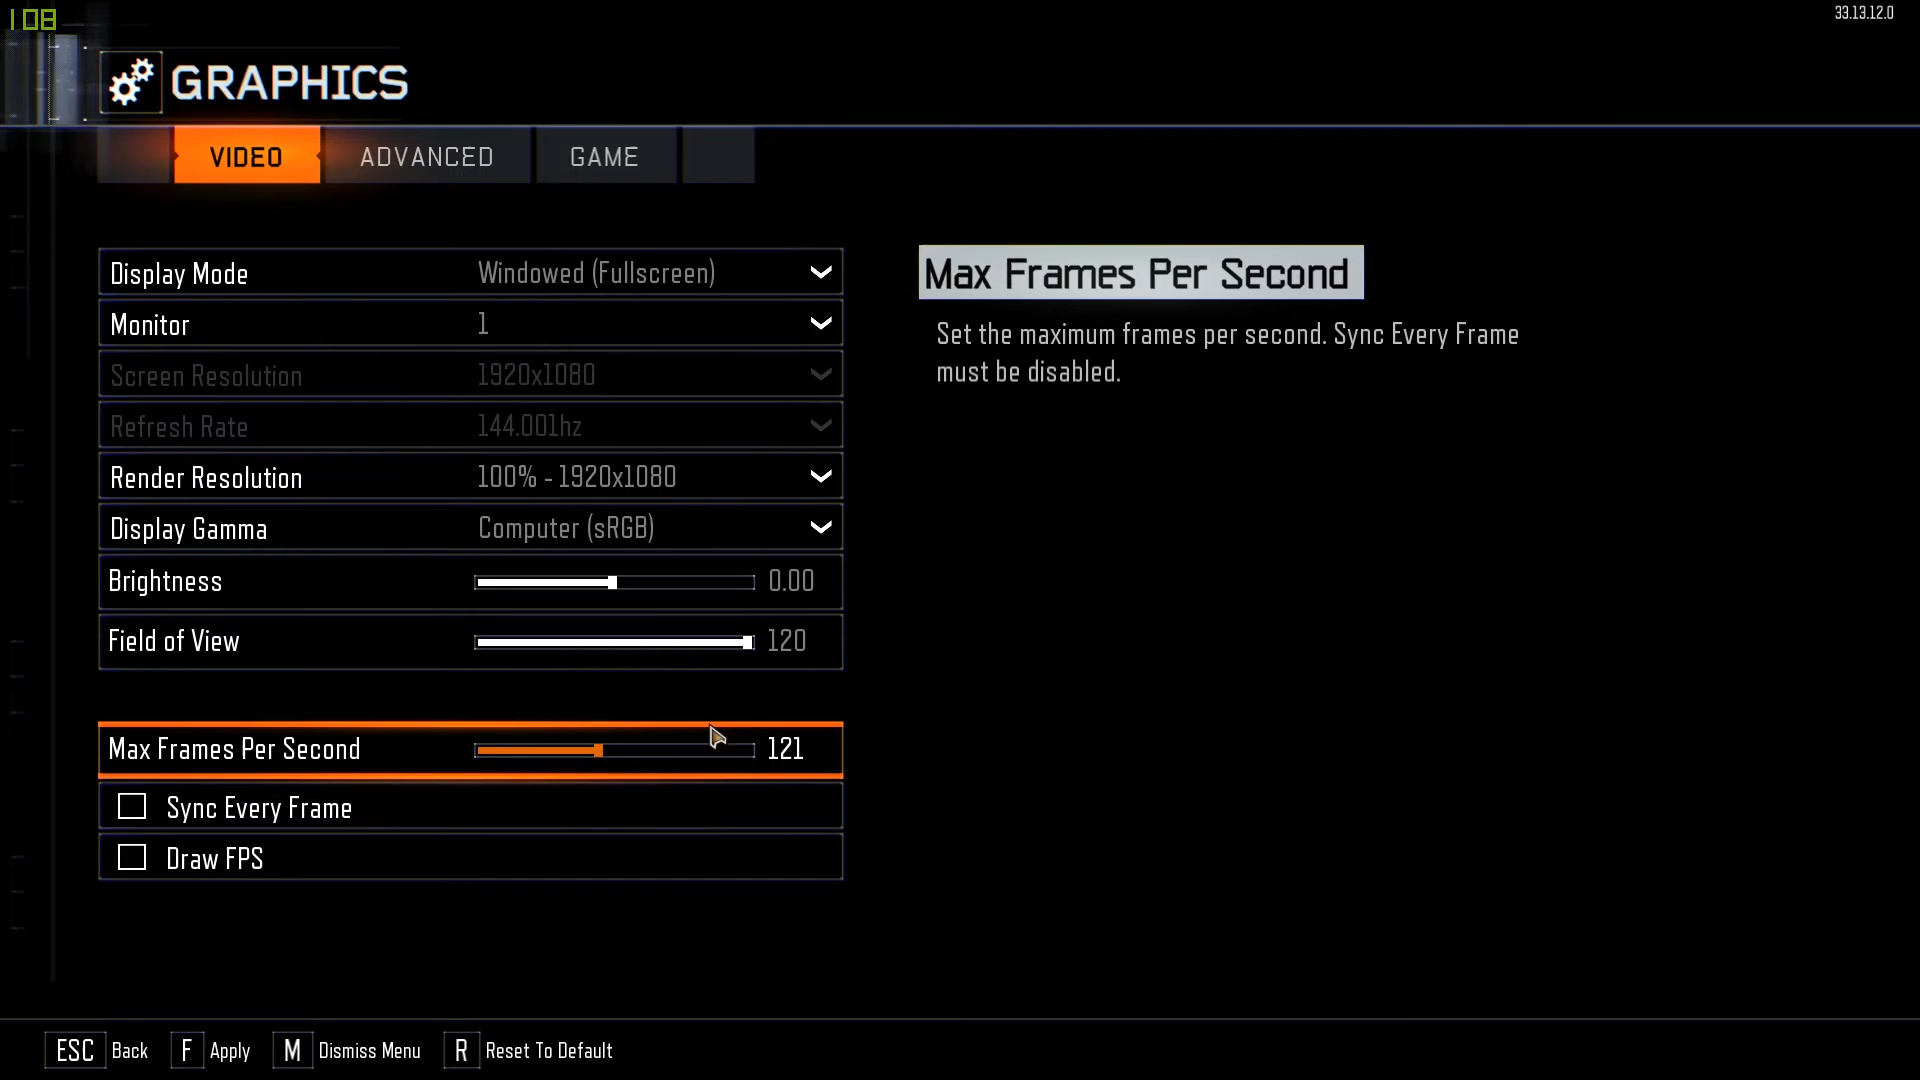 108
33.13.12.0
GRAPHICS
VIDEO ADVANCED GAME
Display Mode Windowed (Fullscreen)
Monitor 1
Screen Resolution 1920x1080
Refresh Rate 144.001hz
Render Resolution 100% - 1920x1080
Display Gamma Computer (sRGB)
Brightness 0.00
Field of View 120
Max Frames Per Second 121
Sync Every Frame
Draw FPS
Max Frames Per Second
Set the maximum frames per second. Sync Every Frame
must be disabled.
ESC Back F Apply M Dismiss Menu R Reset To Default